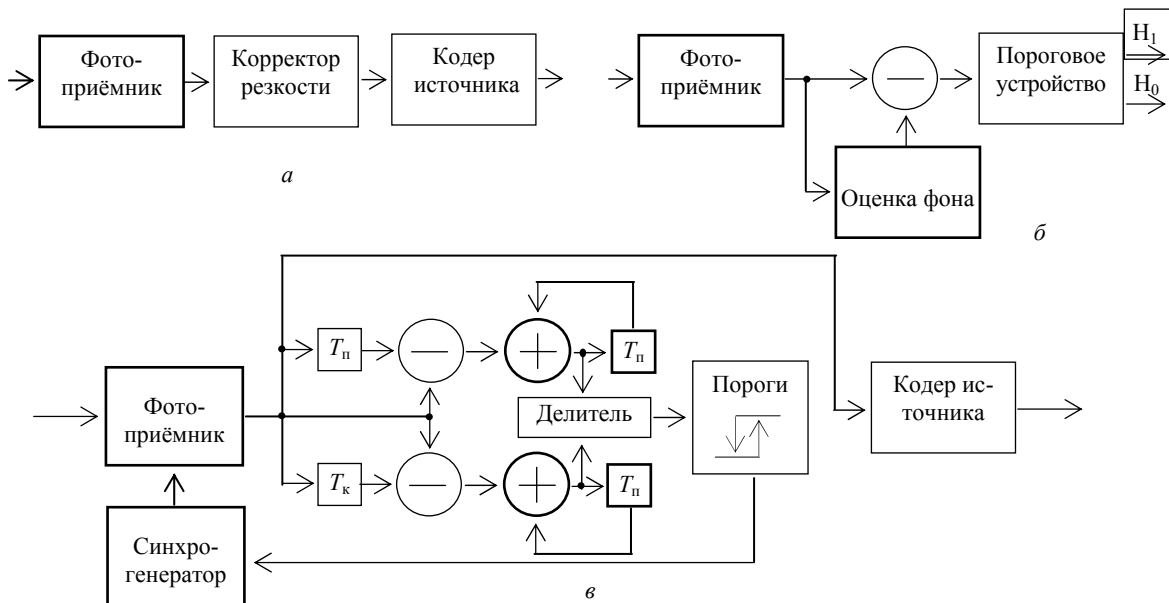 Фото-
приёмник
Корректор
резкости
Кодер
источника
а
Фото-
приёмник
Пороговое
устройство
H₁
H₀
Оценка фона
б
Фото-
приёмник
Tп
Tп
Делитель
Tк
Tп
Пороги
Кодер ис-
точника
Синхро-
генератор
в